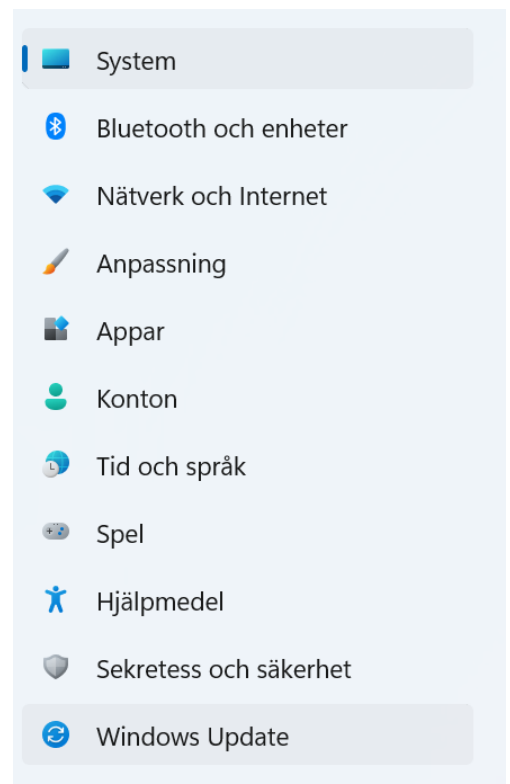 System
Bluetooth och enheter
Nätverk och Internet
Anpassning
Appar
Konton
Tid och språk
Spel
Hjälpmedel
Sekretess och säkerhet
Windows Update